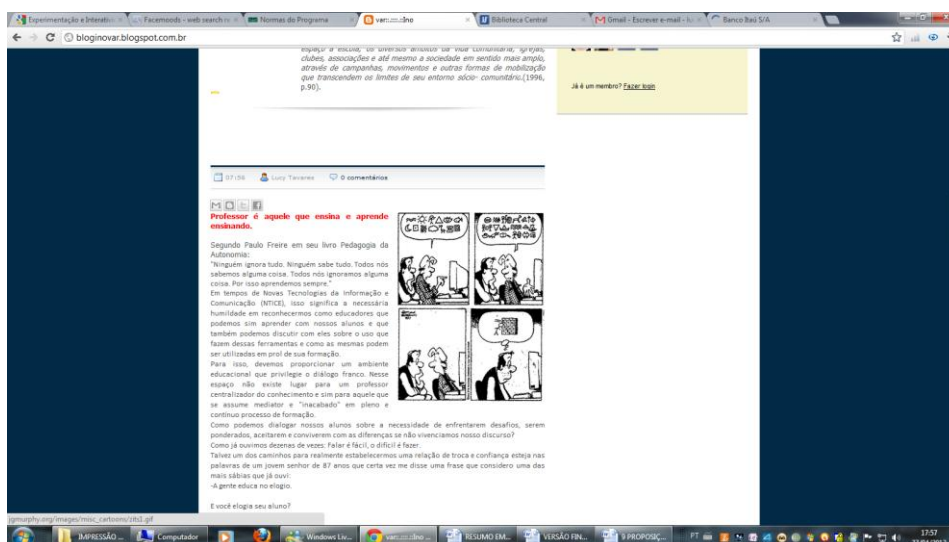 Experimentação e Interativ
Facemoods - web search
Normas do Programa
Biblioteca Central
Gmail - Escrever e-mail -
Banco Itaú S/A
bloginovar.blogspot.com.br
espaço a escola, os diversos âmbitos da vida comunitária, igrejas,
clubes, associações e até mesmo a sociedade em sentido mais amplo,
através de campanhas, movimentos e outras formas de mobilização
que transcendem os limites de seu entorno sócio- comunitáric.(1996,
p.90).
Já é um membro? Fazer login
07:56 Lucy Tavares 0 comentários
Professor é aquele que ensina e aprende
ensinando.
Segundo Paulo Freire em seu livro Pedagogia da
Autonomia:
"Ninguém ignora tudo. Ninguém sabe tudo. Todos nós
sabemos alguma coisa. Todos nós ignoramos alguma
coisa. Por isso aprendemos sempre."
Em tempos de Novas Tecnologias da Informação e
Comunicação (NTICE), isso significa a necessária
humildade em reconhecermos como educadores que
podemos sim aprender com nossos alunos e que
também podemos discutir com eles sobre o uso que
fazem dessas ferramentas e como as mesmas podem
ser utilizadas em prol de sua formação.
Para isso, devemos proporcionar um ambiente
educacional que privilegie o diálogo franco. Nesse
espaço não existe lugar para um professor
centralizador do conhecimento e sim para aquele que
se assume mediator e "inacabado" em pleno e
contínuo processo de formação.
Como podemos dialogar nossos alunos sobre a necessidade de enfrentarem desafios, serem
ponderados, aceitarem e conviverem com as diferenças se não vivenciamos nosso discurso?
Como já ouvimos dezenas de vezes: Falar é fácil, o difícil é fazer.
Talvez um dos caminhos para realmente estabelecermos uma relação de troca e confiança esteja nas
palavras de um jovem senhor de 87 anos que certa vez me disse uma frase que considero uma das
mais sábias que já ouvi:
-A gente educa no elogio.
E você elogia seu aluno?
jgmurphy.org/images/misc_cartoons/zits1.gif
IMPRESSÃO ...
Computador
Windows Liv...
RESUMO EM...
VERSÃO FIN...
9 PROPOSIÇ...
PT
17:57